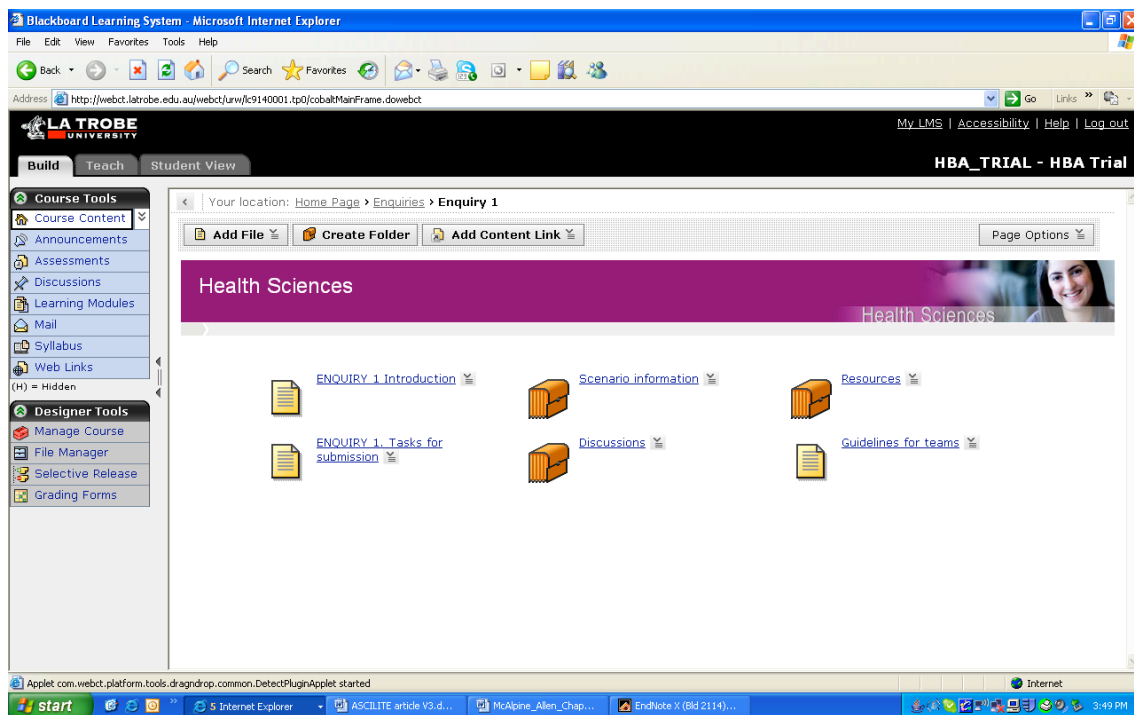 Blackboard Learning System - Microsoft Internet Explorer
File Edit View Favorites Tools Help
Back Search Favorites
Address http://webct.latrobe.edu.au/webct/urw/lc9140001.tp0/cobaltMainFrame.dowebct Go Links »
LA TROBE
UNIVERSITY
My LMS | Accessibility | Help | Log out
Build Teach Student View
HBA_TRIAL - HBA Trial
Course Tools
Course Content
Announcements
Assessments
Discussions
Learning Modules
Mail
Syllabus
Web Links
(H) = Hidden
Designer Tools
Manage Course
File Manager
Selective Release
Grading Forms
Your location: Home Page › Enquiries › Enquiry 1
Add File Create Folder Add Content Link Page Options
Health Sciences
Health Sciences
ENQUIRY 1 Introduction
Scenario information
Resources
ENQUIRY 1. Tasks for
submission
Discussions
Guidelines for teams
Applet com.webct.platform.tools.dragndrop.common.DetectPluginApplet started
Internet
start » 5 Internet Explorer ASCILITE article V3.d... McAlpine_Allen_Chap... EndNote X (Bld 2114)... 3:49 PM